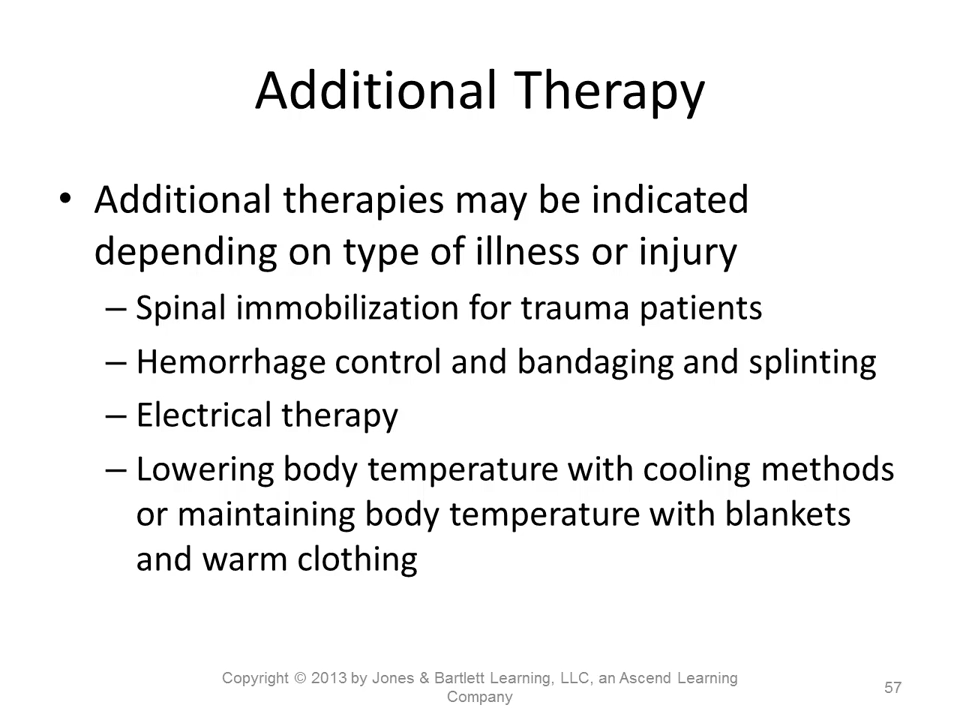 Additional Therapy
• Additional therapies may be indicated
depending on type of illness or injury
– Spinal immobilization for trauma patients
– Hemorrhage control and bandaging and splinting
– Electrical therapy
– Lowering body temperature with cooling methods
or maintaining body temperature with blankets
and warm clothing
Copyright © 2013 by Jones & Bartlett Learning, LLC, an Ascend Learning
Company
57